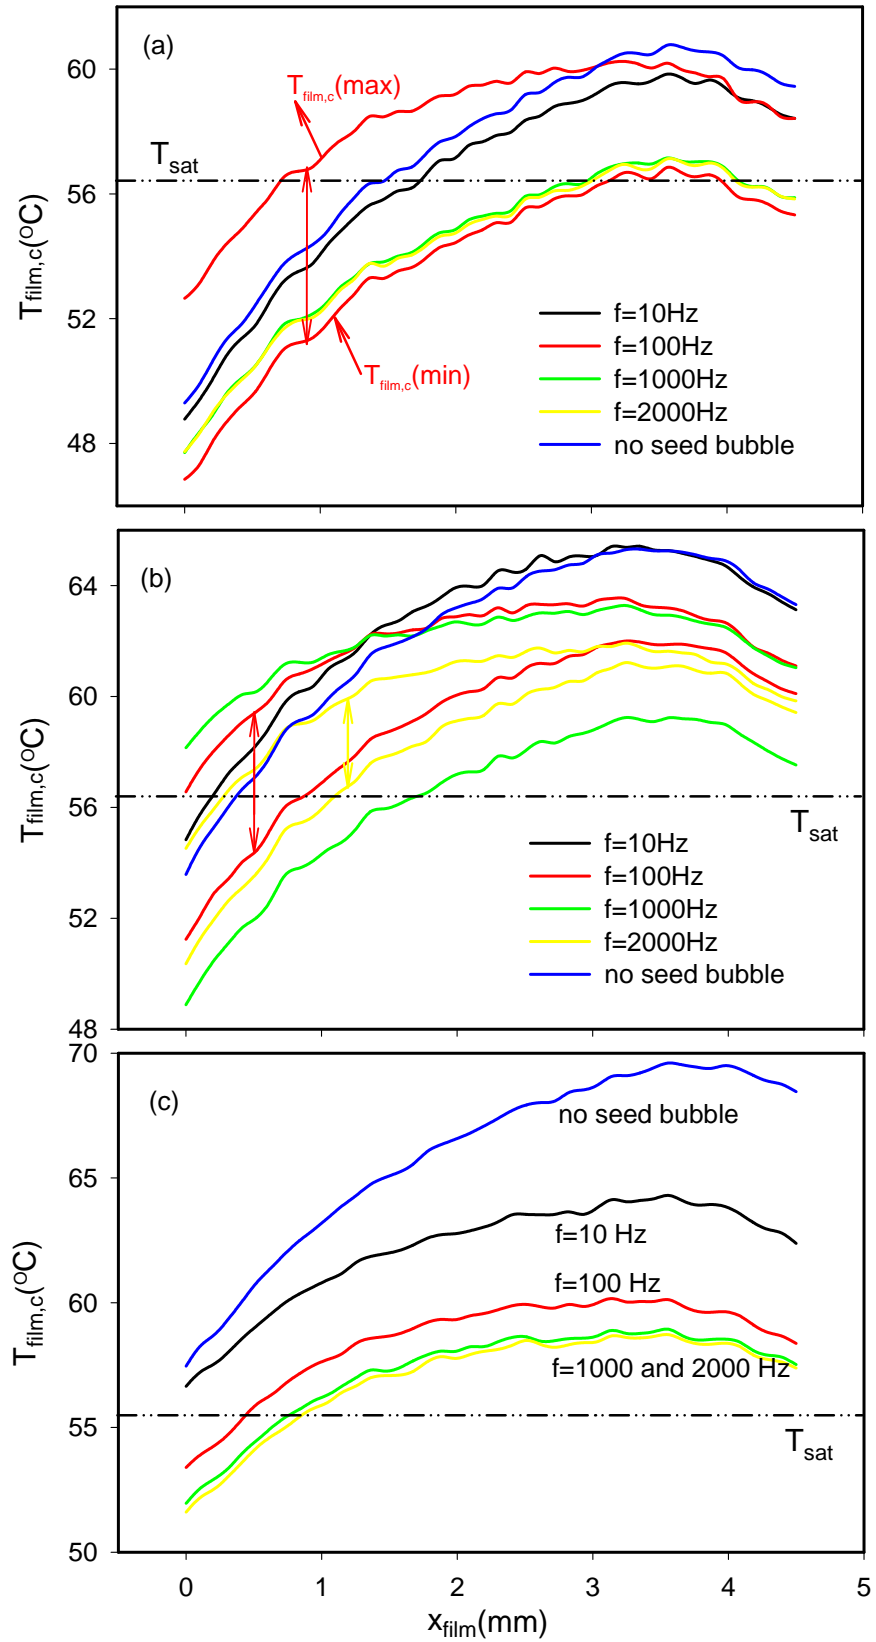 (a)
T_film,c(max)
T_sat
T_film,c(min)
f=10Hz
f=100Hz
f=1000Hz
f=2000Hz
no seed bubble
60
56
52
48
T_film,c(°C)
(b)
T_sat
f=10Hz
f=100Hz
f=1000Hz
f=2000Hz
no seed bubble
64
60
56
52
48
T_film,c(°C)
(c)
no seed bubble
f=10 Hz
f=100 Hz
f=1000 and 2000 Hz
T_sat
70
65
60
55
50
T_film,c(°C)
0 1 2 3 4 5
x_film(mm)